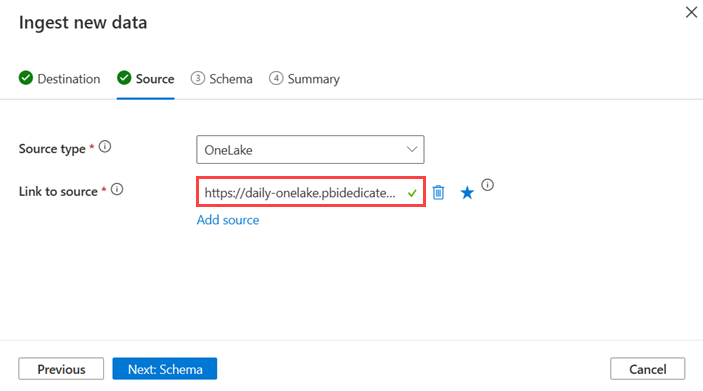 Ingest new data
Destination Source 3 Schema 4 Summary
Source type * OneLake
Link to source * https://daily-onelake.pbidedicate...
Add source
Previous Next: Schema Cancel